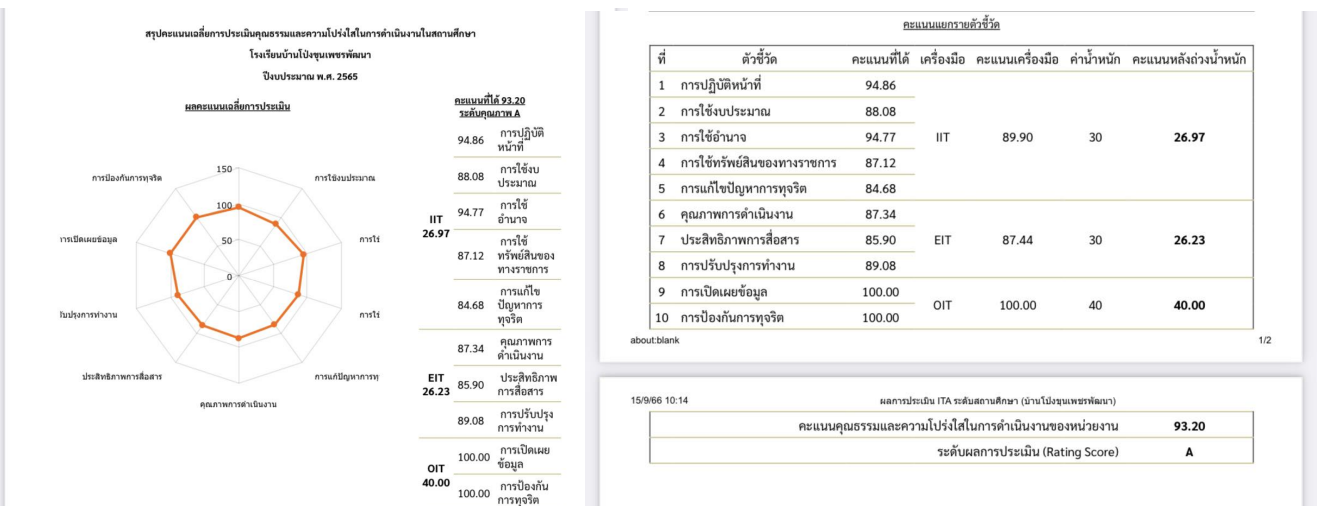 สรุปคะแนนเฉลี่ยการประเมินคุณธรรมและความโปร่งใสในการดำเนินงานในสถานศึกษา
โรงเรียนบ้านโป่งขุนเพชรพัฒนา
ปีงบประมาณ พ.ศ. 2565
ผลคะแนนเฉลี่ยการประเมิน
150
100
50
0
การป้องกันการทุจริต
การใช้งบประมาณ
การเปิดเผยข้อมูล
การใช้
รับปรุงการทำงาน
การใช้
ประสิทธิภาพการสื่อสาร
การแก้ปัญหาการทุ
คุณภาพการดำเนินงาน
คะแนนที่ได้ 93.20
ระดับคุณภาพ A
IIT
26.97
94.86 การปฏิบัติ
หน้าที่
88.08 การใช้งบ
ประมาณ
94.77 การใช้
อำนาจ
87.12 การใช้
ทรัพย์สินของ
ทางราชการ
84.68 การแก้ไข
ปัญหาการ
ทุจริต
EIT
26.23
87.34 คุณภาพการ
ดำเนินงาน
85.90 ประสิทธิภาพ
การสื่อสาร
89.08 การปรับปรุง
การทำงาน
OIT
40.00
100.00 การเปิดเผย
ข้อมูล
100.00 การป้องกัน
การทุจริต
คะแนนแยกรายตัวชี้วัด
ที่ ตัวชี้วัด คะแนนที่ได้ เครื่องมือ คะแนนเครื่องมือ ค่าน้ำหนัก คะแนนหลังถ่วงน้ำหนัก
1 การปฏิบัติหน้าที่ 94.86
2 การใช้งบประมาณ 88.08
3 การใช้อำนาจ 94.77 IIT 89.90 30 26.97
4 การใช้ทรัพย์สินของทางราชการ 87.12
5 การแก้ไขปัญหาการทุจริต 84.68
6 คุณภาพการดำเนินงาน 87.34
7 ประสิทธิภาพการสื่อสาร 85.90 EIT 87.44 30 26.23
8 การปรับปรุงการทำงาน 89.08
9 การเปิดเผยข้อมูล 100.00
OIT 100.00 40 40.00
10 การป้องกันการทุจริต 100.00
about:blank 1/2
15/9/66 10:14 ผลการประเมิน ITA ระดับสถานศึกษา (บ้านโป่งขุนเพชรพัฒนา)
คะแนนคุณธรรมและความโปร่งใสในการดำเนินงานของหน่วยงาน 93.20
ระดับผลการประเมิน (Rating Score) A